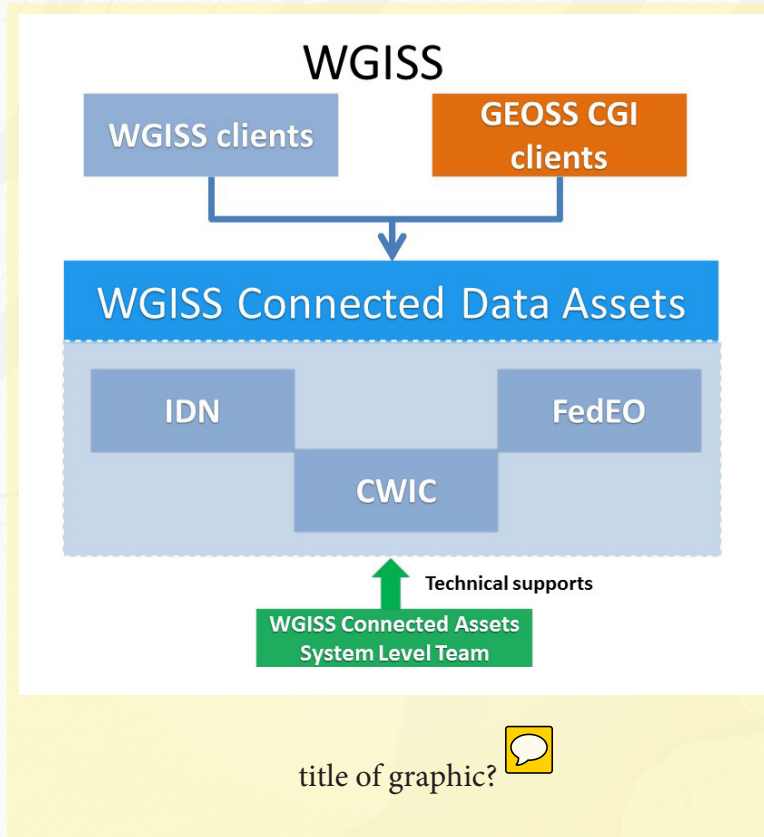 WGISS
WGISS clients
GEOSS CGI
clients
WGISS Connected Data Assets
IDN
FedEO
CWIC
Technical supports
WGISS Connected Assets
System Level Team
title of graphic?